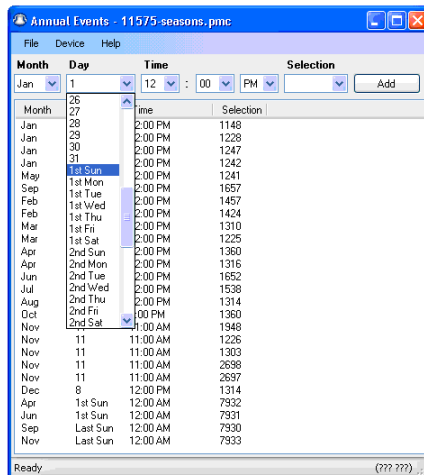 Annual Events - 11575-seasons.pmc
File Device Help
Month Day Time Selection
Jan 1 12 : 00 PM Add
Month Time Selection
26
27
28
29
30
31
1st Sun
1st Mon
1st Tue
1st Wed
1st Thu
1st Fri
1st Sat
2nd Sun
2nd Mon
2nd Tue
2nd Wed
2nd Thu
2nd Fri
2nd Sat
Jan 2:00 PM 1148
Jan 2:00 PM 1228
Jan 2:00 PM 1247
Jan 2:00 PM 1242
May 2:00 PM 1241
Sep 2:00 PM 1657
Feb 2:00 PM 1457
Feb 2:00 PM 1424
Mar 2:00 PM 1310
Mar 2:00 PM 1225
Apr 2:00 PM 1360
Apr 2:00 PM 1316
Jun 2:00 PM 1652
Jul 2:00 PM 1538
Aug 2:00 PM 1314
Oct :00 PM 1360
Nov 11 11:00 AM 1948
Nov 11 11:00 AM 1226
Nov 11 11:00 AM 1303
Nov 11 11:00 AM 2698
Nov 11 11:00 AM 2697
Dec 8 12:00 PM 1314
Apr 1st Sun 12:00 AM 7932
Jun 1st Sun 12:00 AM 7931
Sep Last Sun 12:00 AM 7930
Nov Last Sun 12:00 AM 7933
Ready (??? ???)